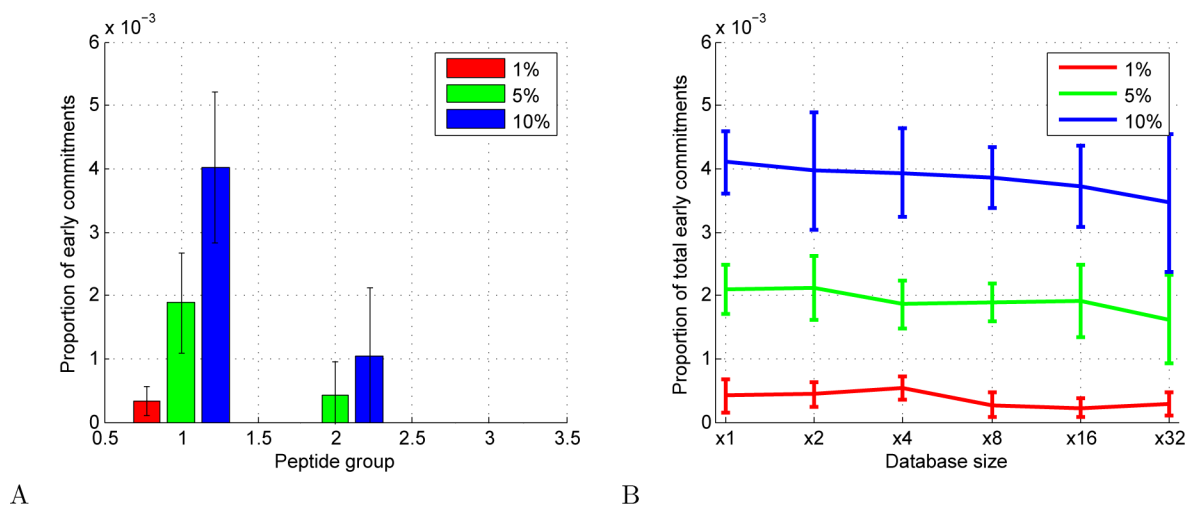 x 10−3
6
5
4
3
2
1
0
0.5 1 1.5 2 2.5 3 3.5
Peptide group
Proportion of early commitments
1%
5%
10%
A
x 10−3
6
5
4
3
2
1
0
x1 x2 x4 x8 x16 x32
Database size
Proportion of total early commitments
1%
5%
10%
B